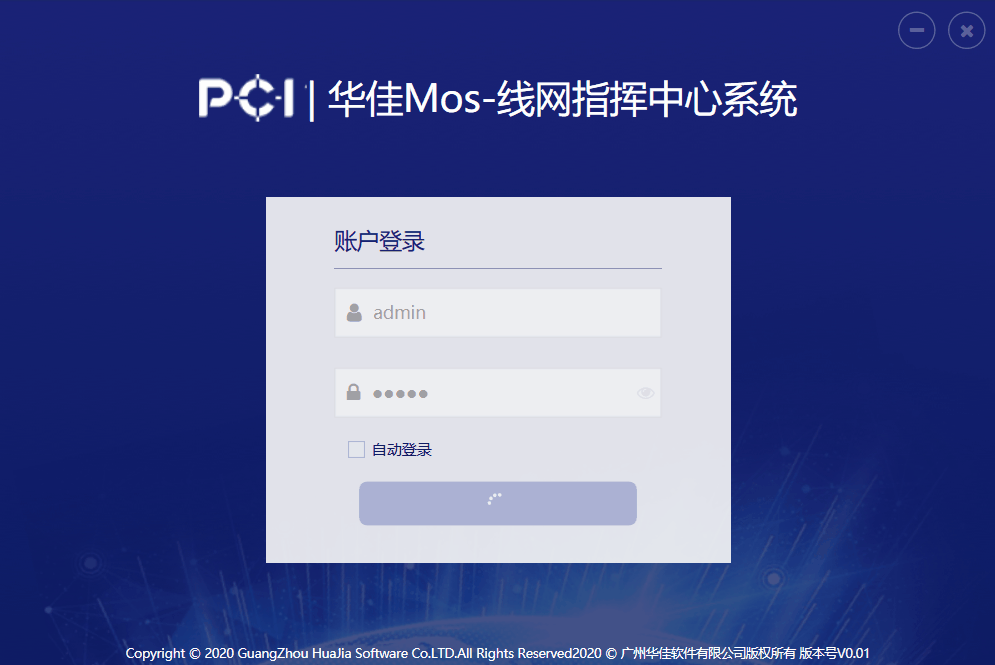 PCI | 华佳Mos-线网指挥中心系统
账户登录
admin
●●●●●
自动登录
Copyright © 2020 GuangZhou HuaJia Software Co.LTD.All Rights Reserved2020 © 广州华佳软件有限公司版权所有 版本号V0.01